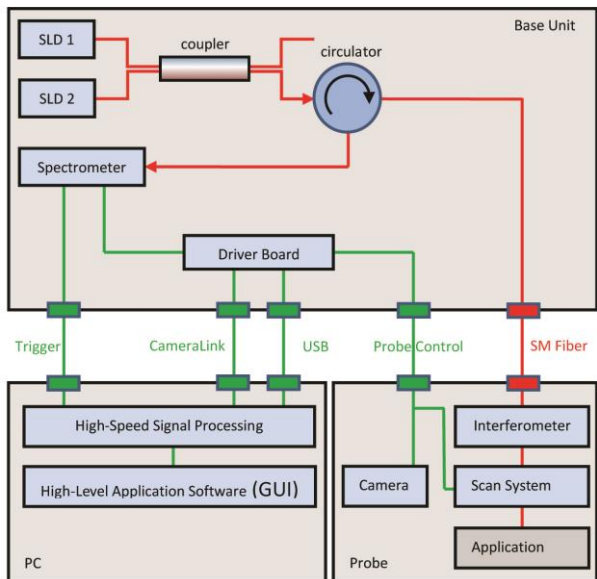 SLD 1
coupler
circulator
Base Unit
SLD 2
Spectrometer
Driver Board
Trigger
CameraLink
USB
Probe Control
SM Fiber
High-Speed Signal Processing
Interferometer
High-Level Application Software (GUI)
Camera
Scan System
Application
PC
Probe